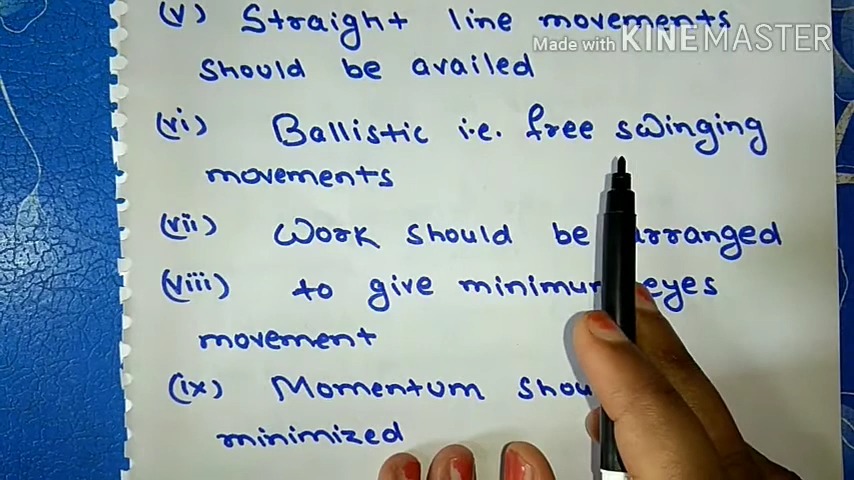 (v) Straight line movements
Made with KINEMASTER
should be availed
(vi) Ballistic i.e. free swinging
movements
(vii) Work should be arranged
(viii) to give minimum eyes
movement
(ix) Momentum
minimized